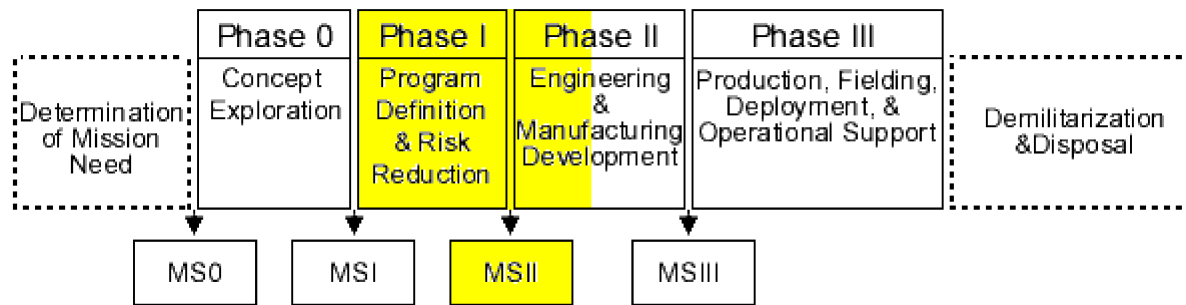 Phase 0
Phase I
Phase II
Phase III
Determination
of Mission
Need
Concept
Exploration
Program
Definition
& Risk
Reduction
Engineering
&
Manufacturing
Development
Production, Fielding,
Deployment, &
Operational Support
Demilitarization
&Disposal
MS0
MSI
MSII
MSIII